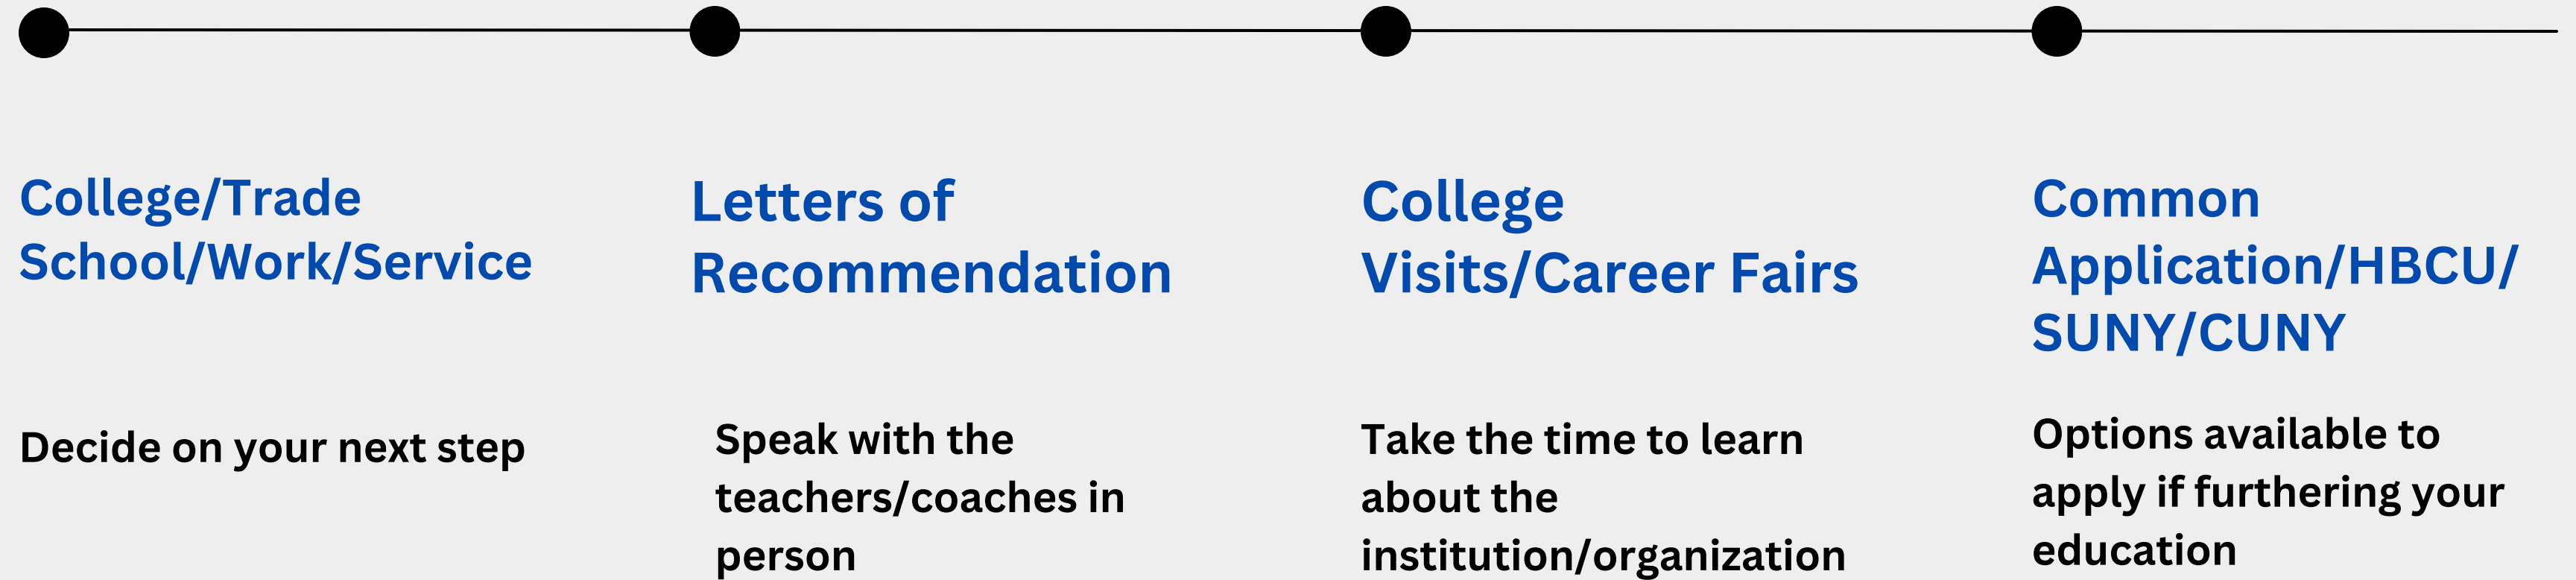 College/Trade
School/Work/Service
Decide on your next step
Letters of
Recommendation
Speak with the
teachers/coaches in
person
College
Visits/Career Fairs
Take the time to learn
about the
institution/organization
Common
Application/HBCU/
SUNY/CUNY
Options available to
apply if furthering your
education